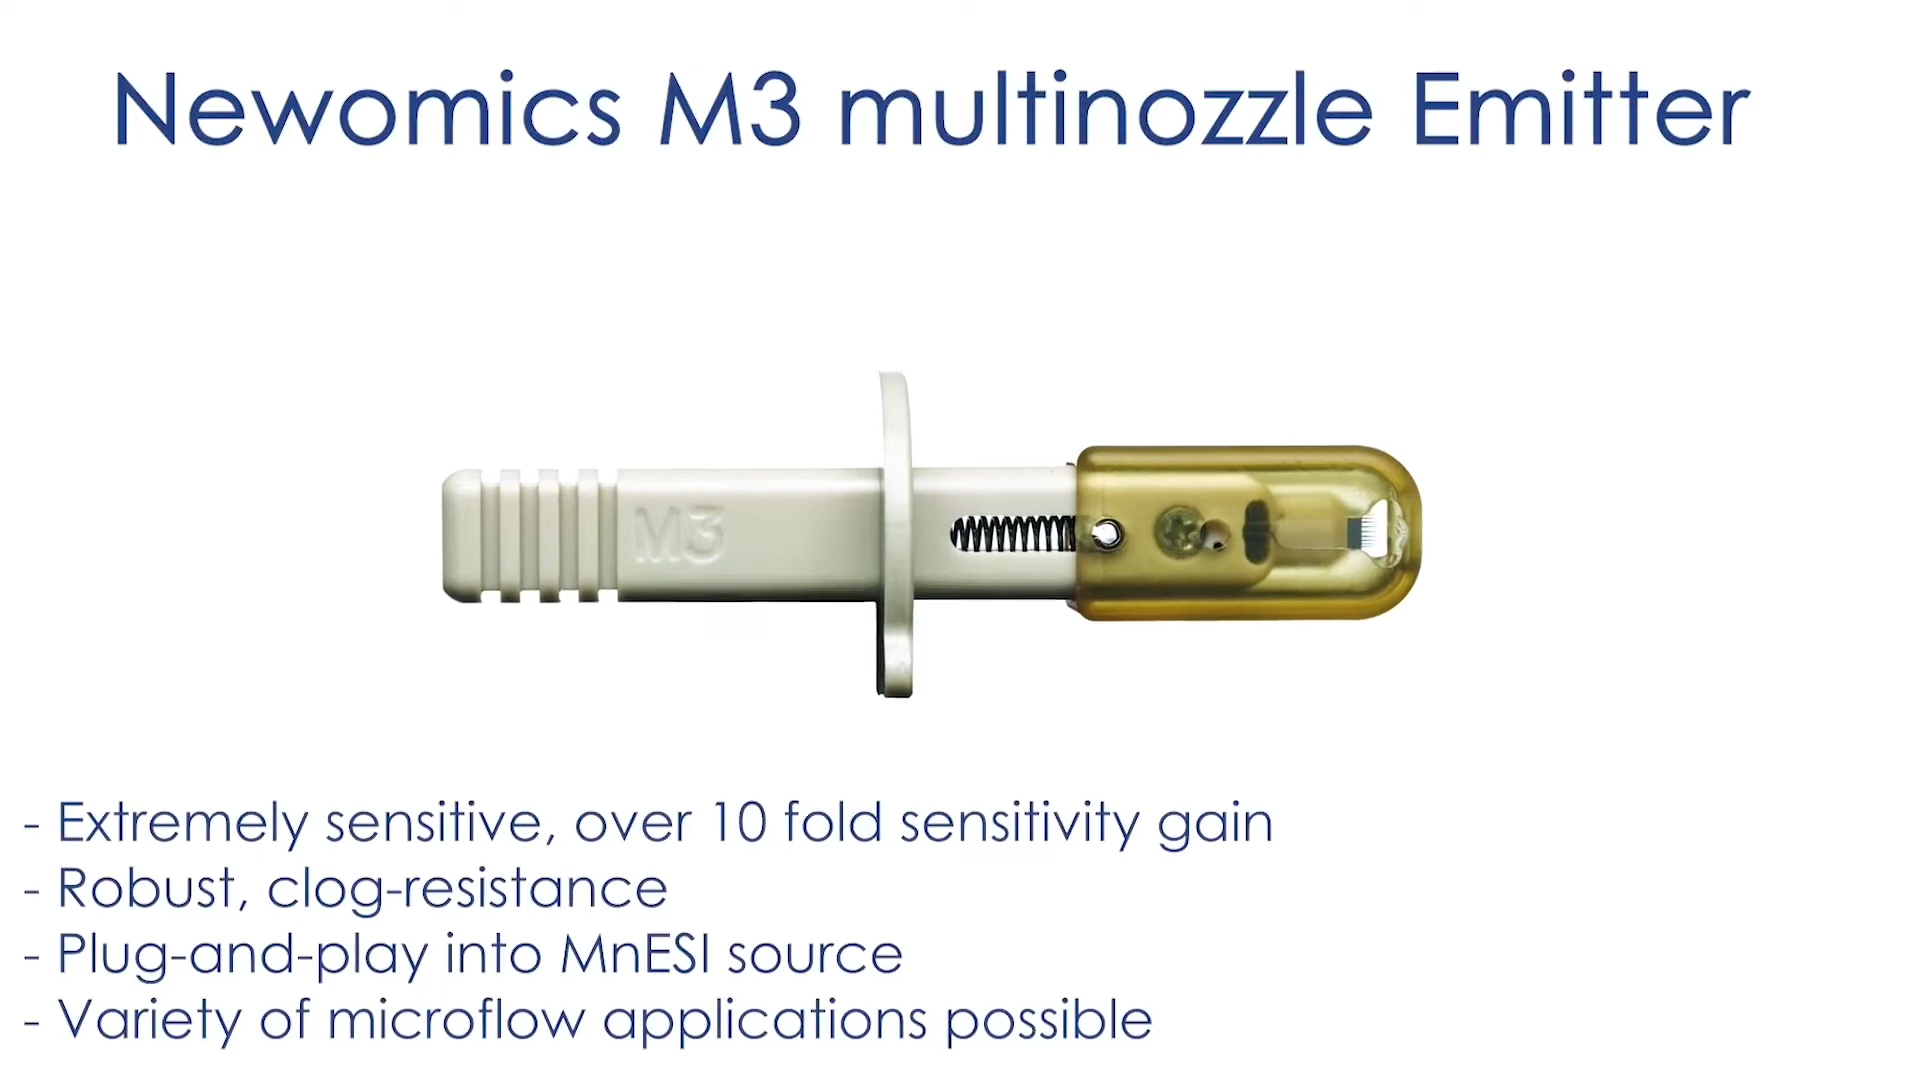 Newomics M3 multinozzle Emitter
M3
- Extremely sensitive, over 10 fold sensitivity gain
- Robust, clog-resistance
- Plug-and-play into MnESI source
- Variety of microflow applications possible